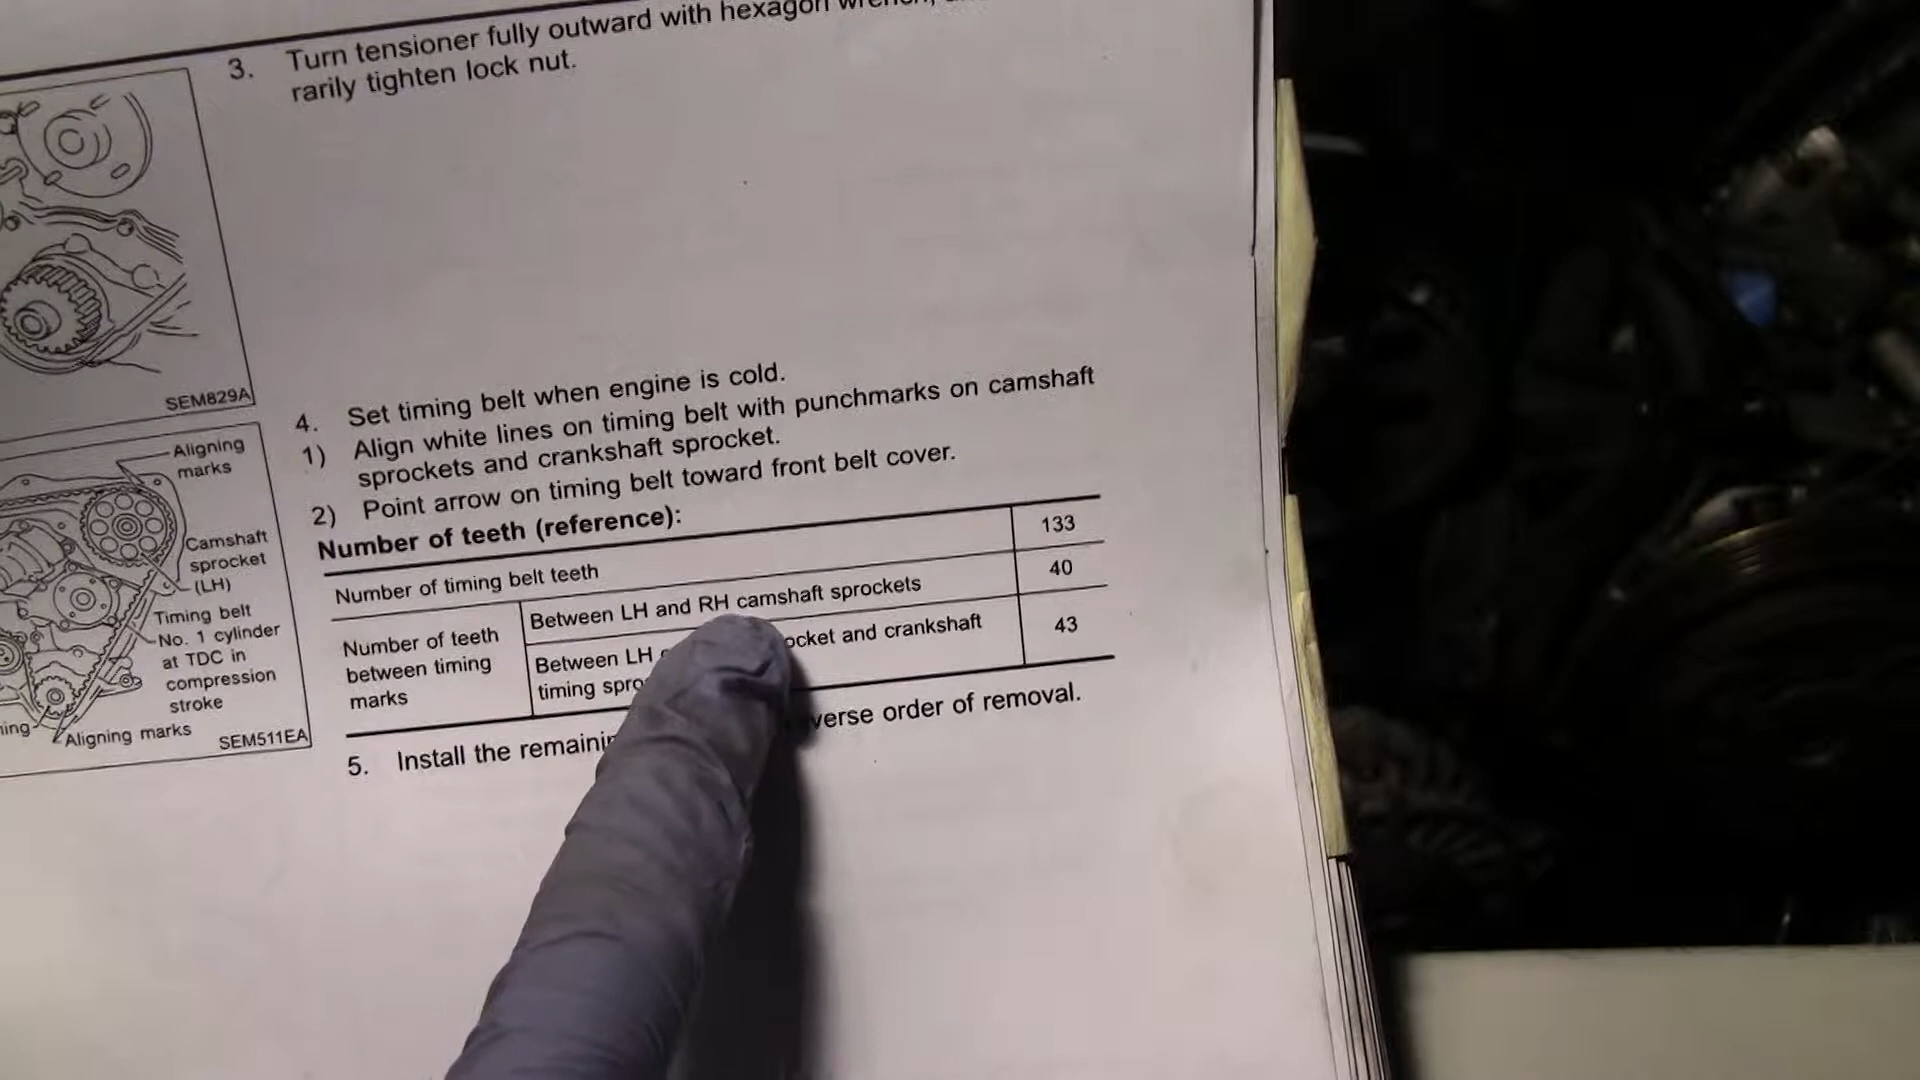 3. Turn tensioner fully outward with hexagon
rarily tighten lock nut.
SEM829A
4. Set timing belt when engine is cold.
1) Align white lines on timing belt with punchmarks on camshaft
sprockets and crankshaft sprocket.
2) Point arrow on timing belt toward front belt cover.
Number of teeth (reference):
Number of timing belt teeth 133
Number of teeth
between timing
marks
Between LH and RH camshaft sprockets 40
Between LH ocket and crankshaft
timing spro 43
5. Install the remainin verse order of removal.
Aligning
marks
Camshaft
sprocket
(LH)
Timing belt
No. 1 cylinder
at TDC in
compression
stroke
ing
Aligning marks
SEM511EA